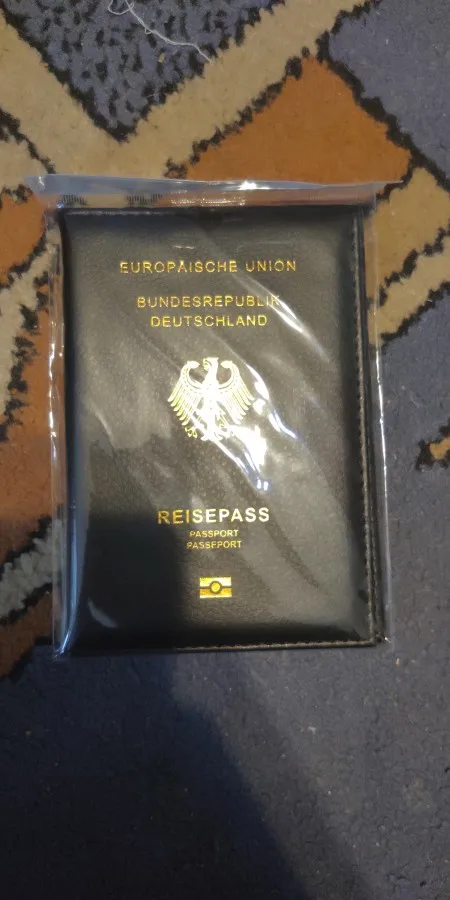 EUROPÄISCHE UNION
BUNDESREPUBLIK
DEUTSCHLAND
REISEPASS
PASSPORT
PASSEPORT